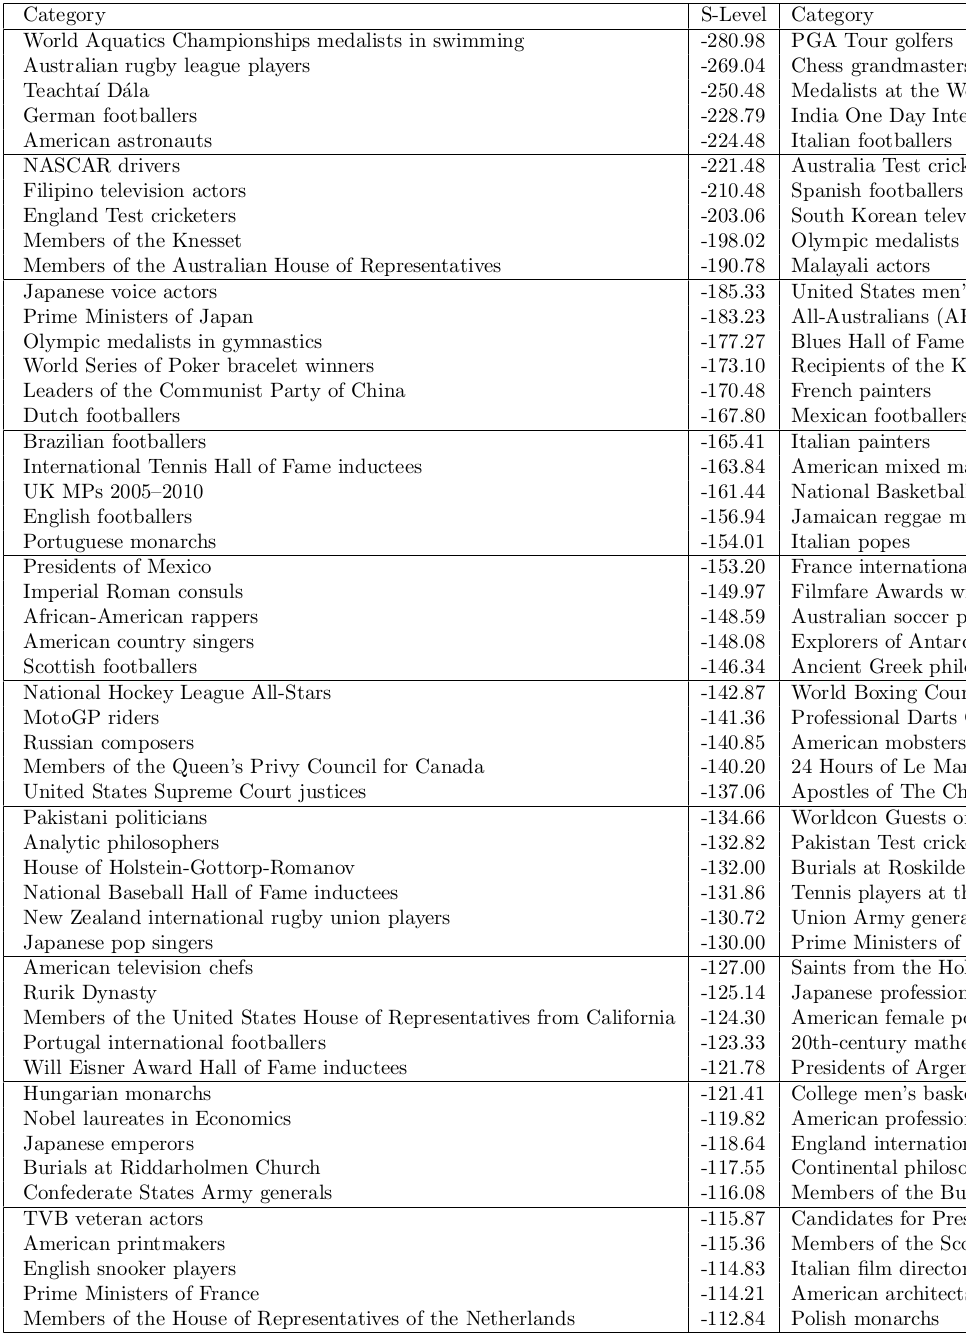 Category S-Level Category
World Aquatics Championships medalists in swimming -280.98 PGA Tour golfers
Australian rugby league players -269.04 Chess grandmasters
Teachtaí Dála -250.48 Medalists at the Wo
German footballers -228.79 India One Day Inte
American astronauts -224.48 Italian footballers
NASCAR drivers -221.48 Australia Test crick
Filipino television actors -210.48 Spanish footballers
England Test cricketers -203.06 South Korean telev
Members of the Knesset -198.02 Olympic medalists
Members of the Australian House of Representatives -190.78 Malayali actors
Japanese voice actors -185.33 United States men'
Prime Ministers of Japan -183.23 All-Australians (AF
Olympic medalists in gymnastics -177.27 Blues Hall of Fame
World Series of Poker bracelet winners -173.10 Recipients of the K
Leaders of the Communist Party of China -170.48 French painters
Dutch footballers -167.80 Mexican footballers
Brazilian footballers -165.41 Italian painters
International Tennis Hall of Fame inductees -163.84 American mixed ma
UK MPs 2005–2010 -161.44 National Basketbal
English footballers -156.94 Jamaican reggae m
Portuguese monarchs -154.01 Italian popes
Presidents of Mexico -153.20 France internationa
Imperial Roman consuls -149.97 Filmfare Awards w
African-American rappers -148.59 Australian soccer p
American country singers -148.08 Explorers of Antarc
Scottish footballers -146.34 Ancient Greek phil
National Hockey League All-Stars -142.87 World Boxing Coun
MotoGP riders -141.36 Professional Darts
Russian composers -140.85 American mobsters
Members of the Queen's Privy Council for Canada -140.20 24 Hours of Le Man
United States Supreme Court justices -137.06 Apostles of The Ch
Pakistani politicians -134.66 Worldcon Guests o
Analytic philosophers -132.82 Pakistan Test crick
House of Holstein-Gottorp-Romanov -132.00 Burials at Roskilde
National Baseball Hall of Fame inductees -131.86 Tennis players at th
New Zealand international rugby union players -130.72 Union Army genera
Japanese pop singers -130.00 Prime Ministers of
American television chefs -127.00 Saints from the Hol
Rurik Dynasty -125.14 Japanese profession
Members of the United States House of Representatives from California -124.30 American female po
Portugal international footballers -123.33 20th-century mathe
Will Eisner Award Hall of Fame inductees -121.78 Presidents of Argen
Hungarian monarchs -121.41 College men's bask
Nobel laureates in Economics -119.82 American professio
Japanese emperors -118.64 England internation
Burials at Riddarholmen Church -117.55 Continental philoso
Confederate States Army generals -116.08 Members of the Bu
TVB veteran actors -115.87 Candidates for Pres
American printmakers -115.36 Members of the Sco
English snooker players -114.83 Italian film director
Prime Ministers of France -114.21 American architects
Members of the House of Representatives of the Netherlands -112.84 Polish monarchs